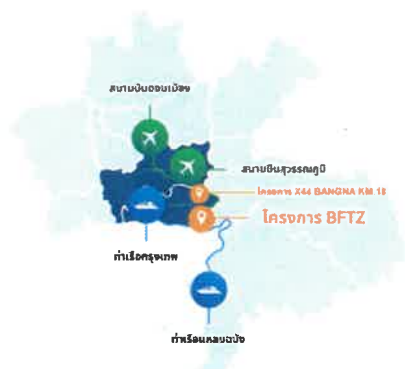 สนามบินดอนเมือง
สนามบินสุวรรณภูมิ
โครงการ X44 BANGNA KM 18
โครงการ BFTZ
ท่าเรือกรุงเทพ
ท่าเรือแหลมฉบัง